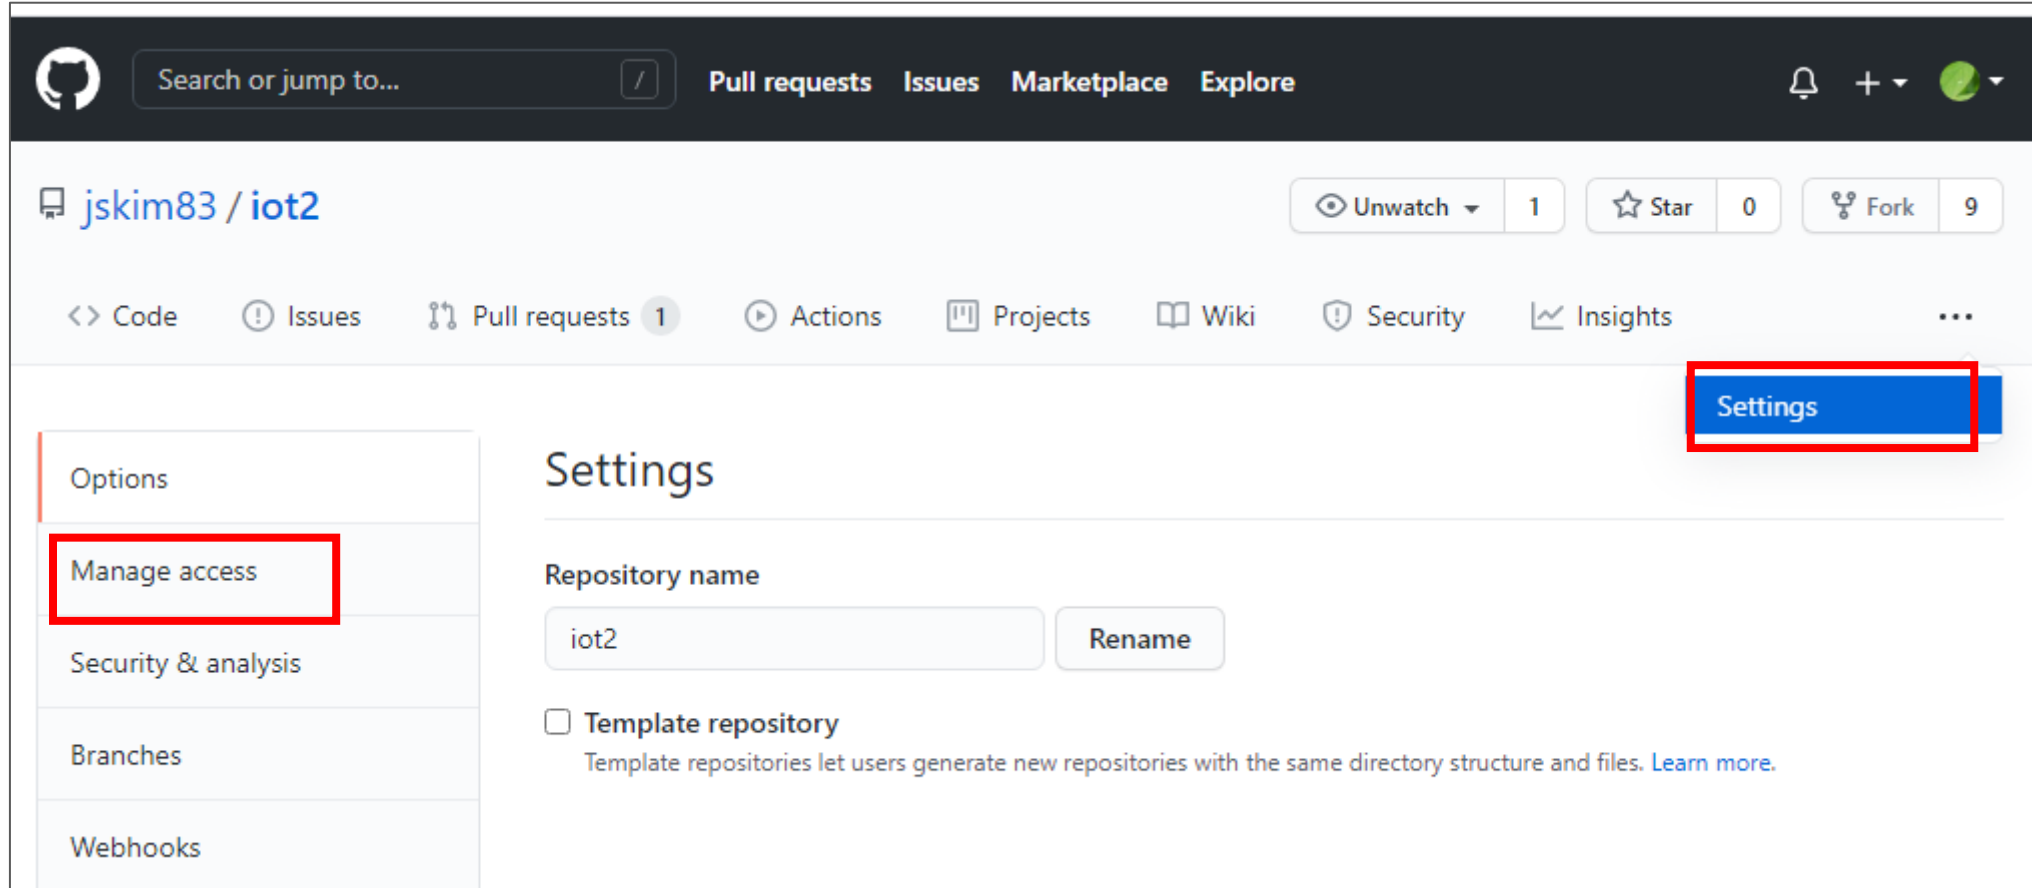 Search or jump to... / Pull requests Issues Marketplace Explore
jskim83 / iot2 Unwatch 1 Star 0 Fork 9
Code Issues Pull requests 1 Actions Projects Wiki Security Insights ...
Settings
Options
Settings
Manage access
Repository name
iot2 Rename
Security & analysis
Template repository
Template repositories let users generate new repositories with the same directory structure and files. Learn more.
Branches
Webhooks